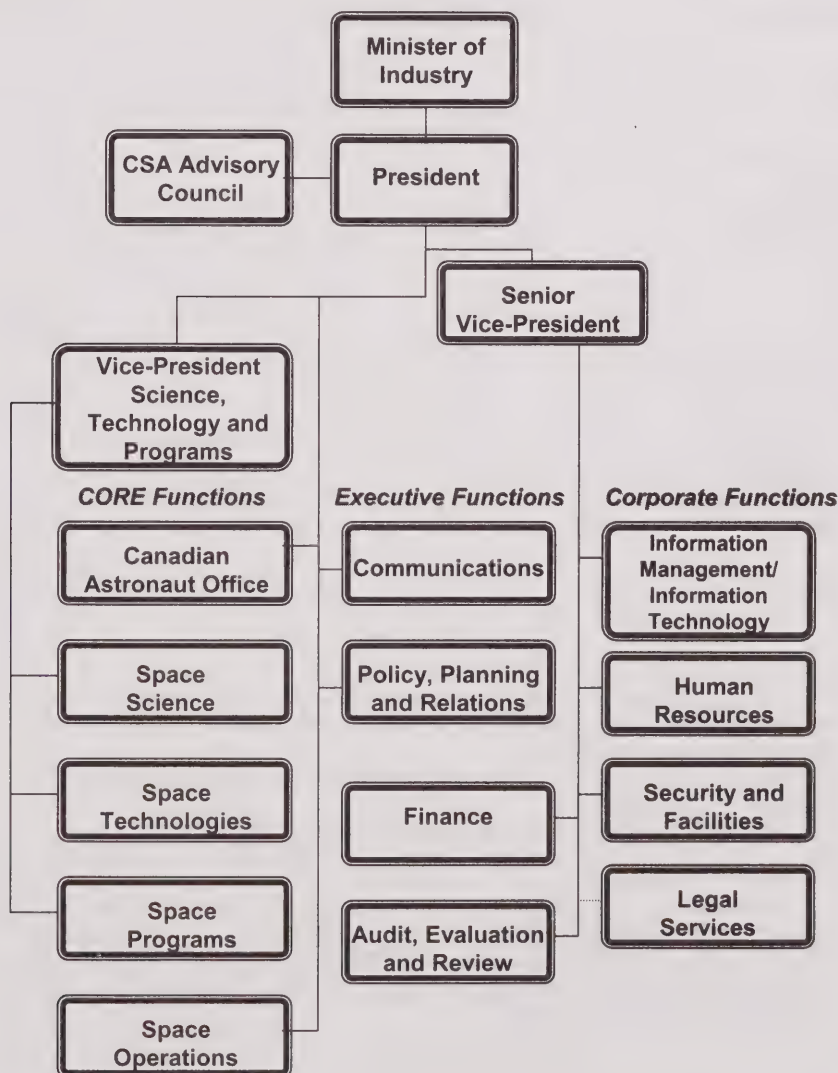 Minister of
Industry
CSA Advisory
Council
President
Senior
Vice-President
Vice-President
Science,
Technology and
Programs
CORE Functions
Executive Functions
Corporate Functions
Canadian
Astronaut Office
Communications
Information
Management/
Information
Technology
Space
Science
Policy, Planning
and Relations
Human
Resources
Space
Technologies
Finance
Security and
Facilities
Space
Programs
Audit, Evaluation
and Review
Legal
Services
Space
Operations